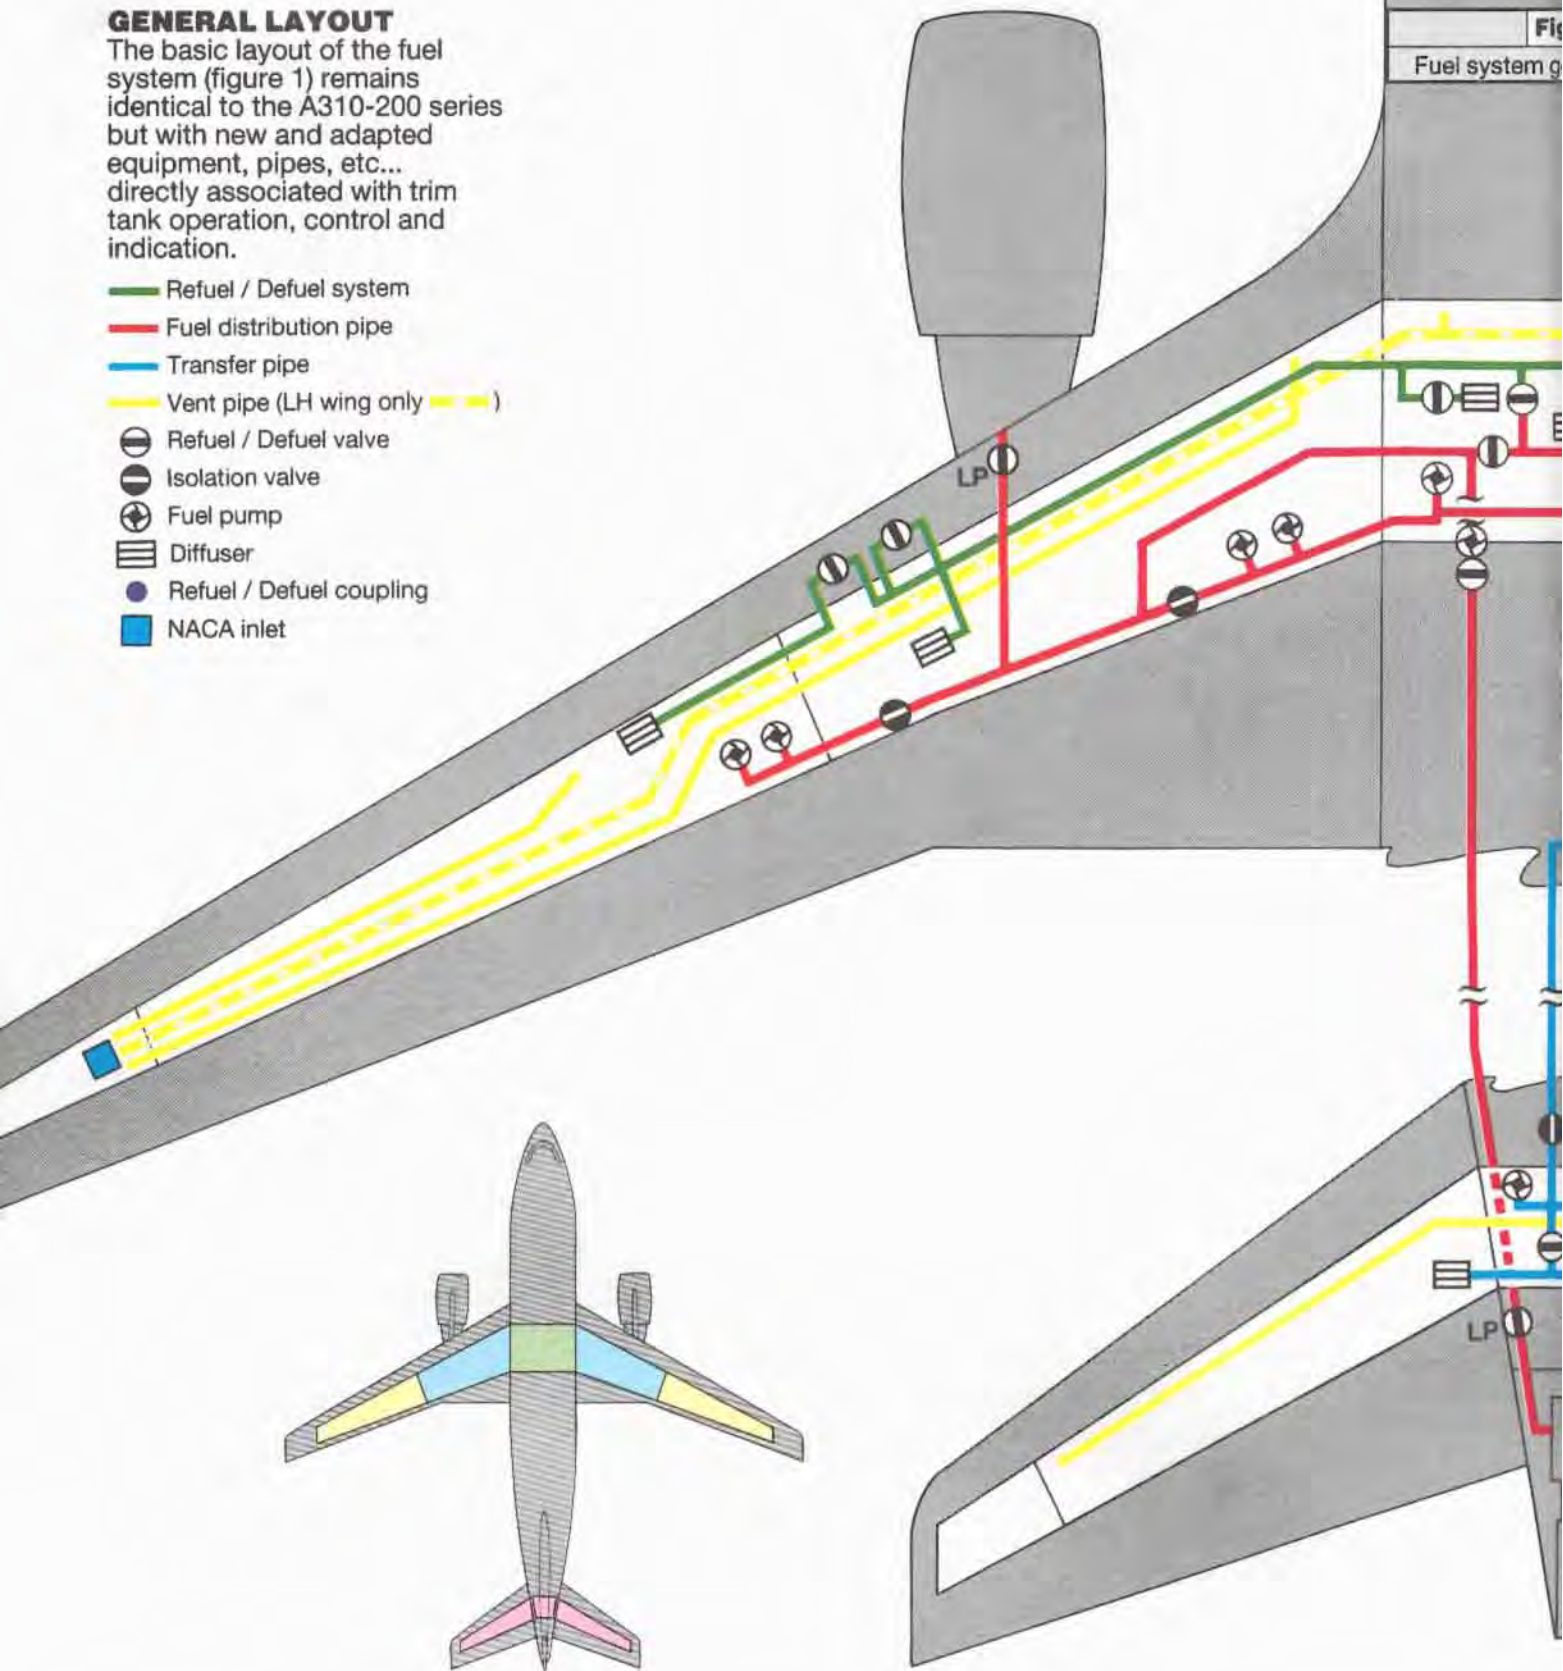 GENERAL LAYOUT
The basic layout of the fuel
system (figure 1) remains
identical to the A310-200 series
but with new and adapted
equipment, pipes, etc...
directly associated with trim
tank operation, control and
indication.
Refuel / Defuel system
Fuel distribution pipe
Transfer pipe
Vent pipe (LH wing only )
Refuel / Defuel valve
Isolation valve
Fuel pump
Diffuser
Refuel / Defuel coupling
NACA inlet
Fuel system
LP
LP